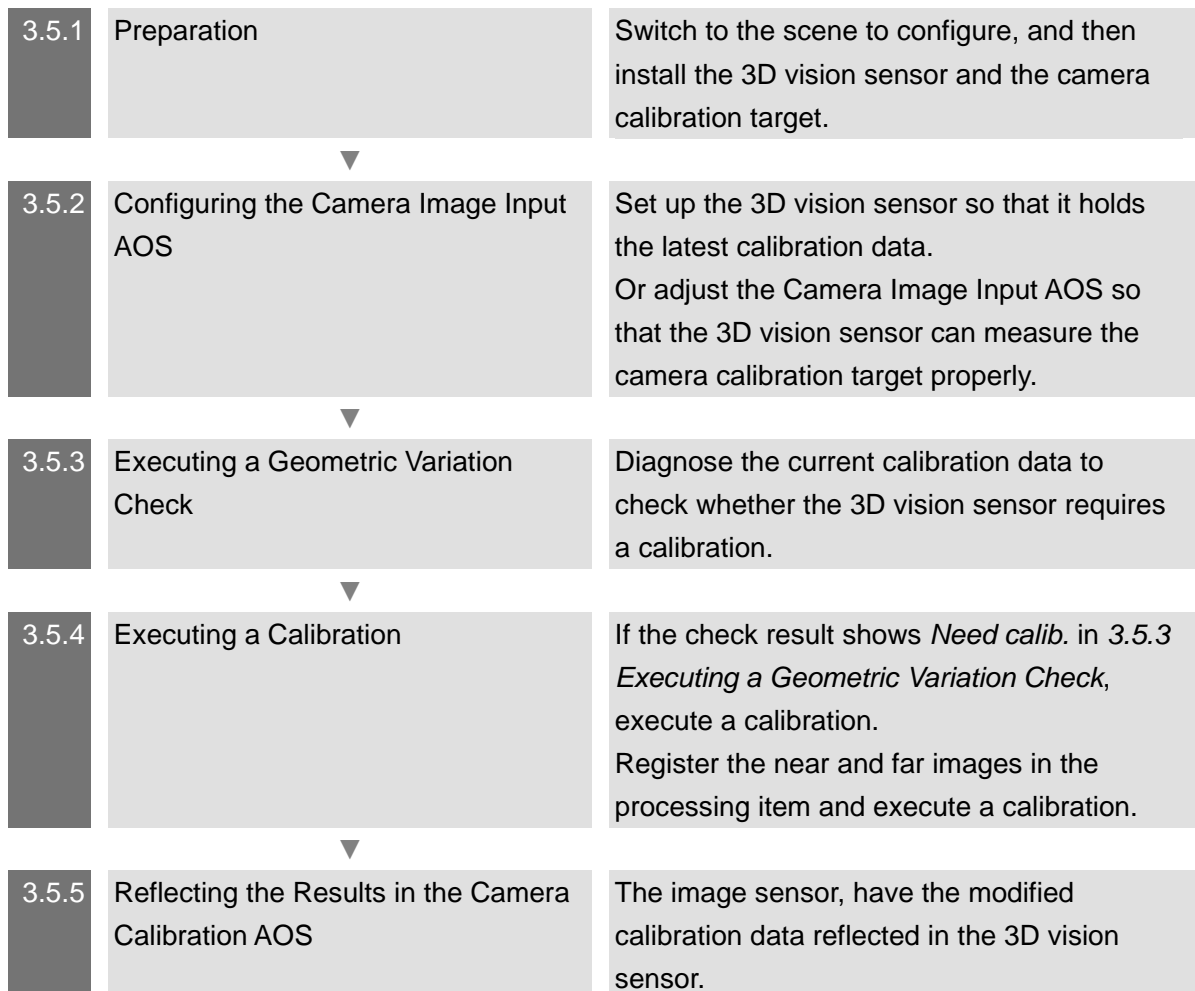 3.5.1 Preparation Switch to the scene to configure, and then
install the 3D vision sensor and the camera
calibration target.
▼
3.5.2 Configuring the Camera Image Input Set up the 3D vision sensor so that it holds
AOS the latest calibration data.
Or adjust the Camera Image Input AOS so
that the 3D vision sensor can measure the
camera calibration target properly.
▼
3.5.3 Executing a Geometric Variation Diagnose the current calibration data to
Check check whether the 3D vision sensor requires
a calibration.
▼
3.5.4 Executing a Calibration If the check result shows Need calib. in 3.5.3
Executing a Geometric Variation Check,
execute a calibration.
Register the near and far images in the
processing item and execute a calibration.
▼
3.5.5 Reflecting the Results in the Camera The image sensor, have the modified
Calibration AOS calibration data reflected in the 3D vision
sensor.